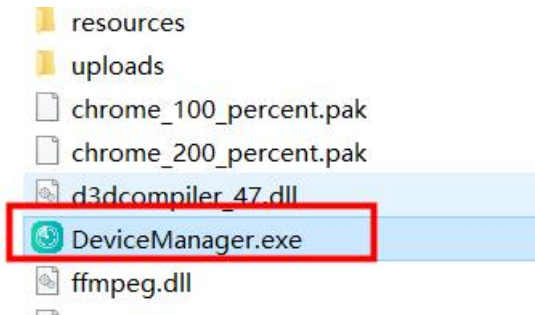 resources
uploads
chrome_100_percent.pak
chrome_200_percent.pak
d3dcompiler_47.dll
DeviceManager.exe
ffmpeg.dll